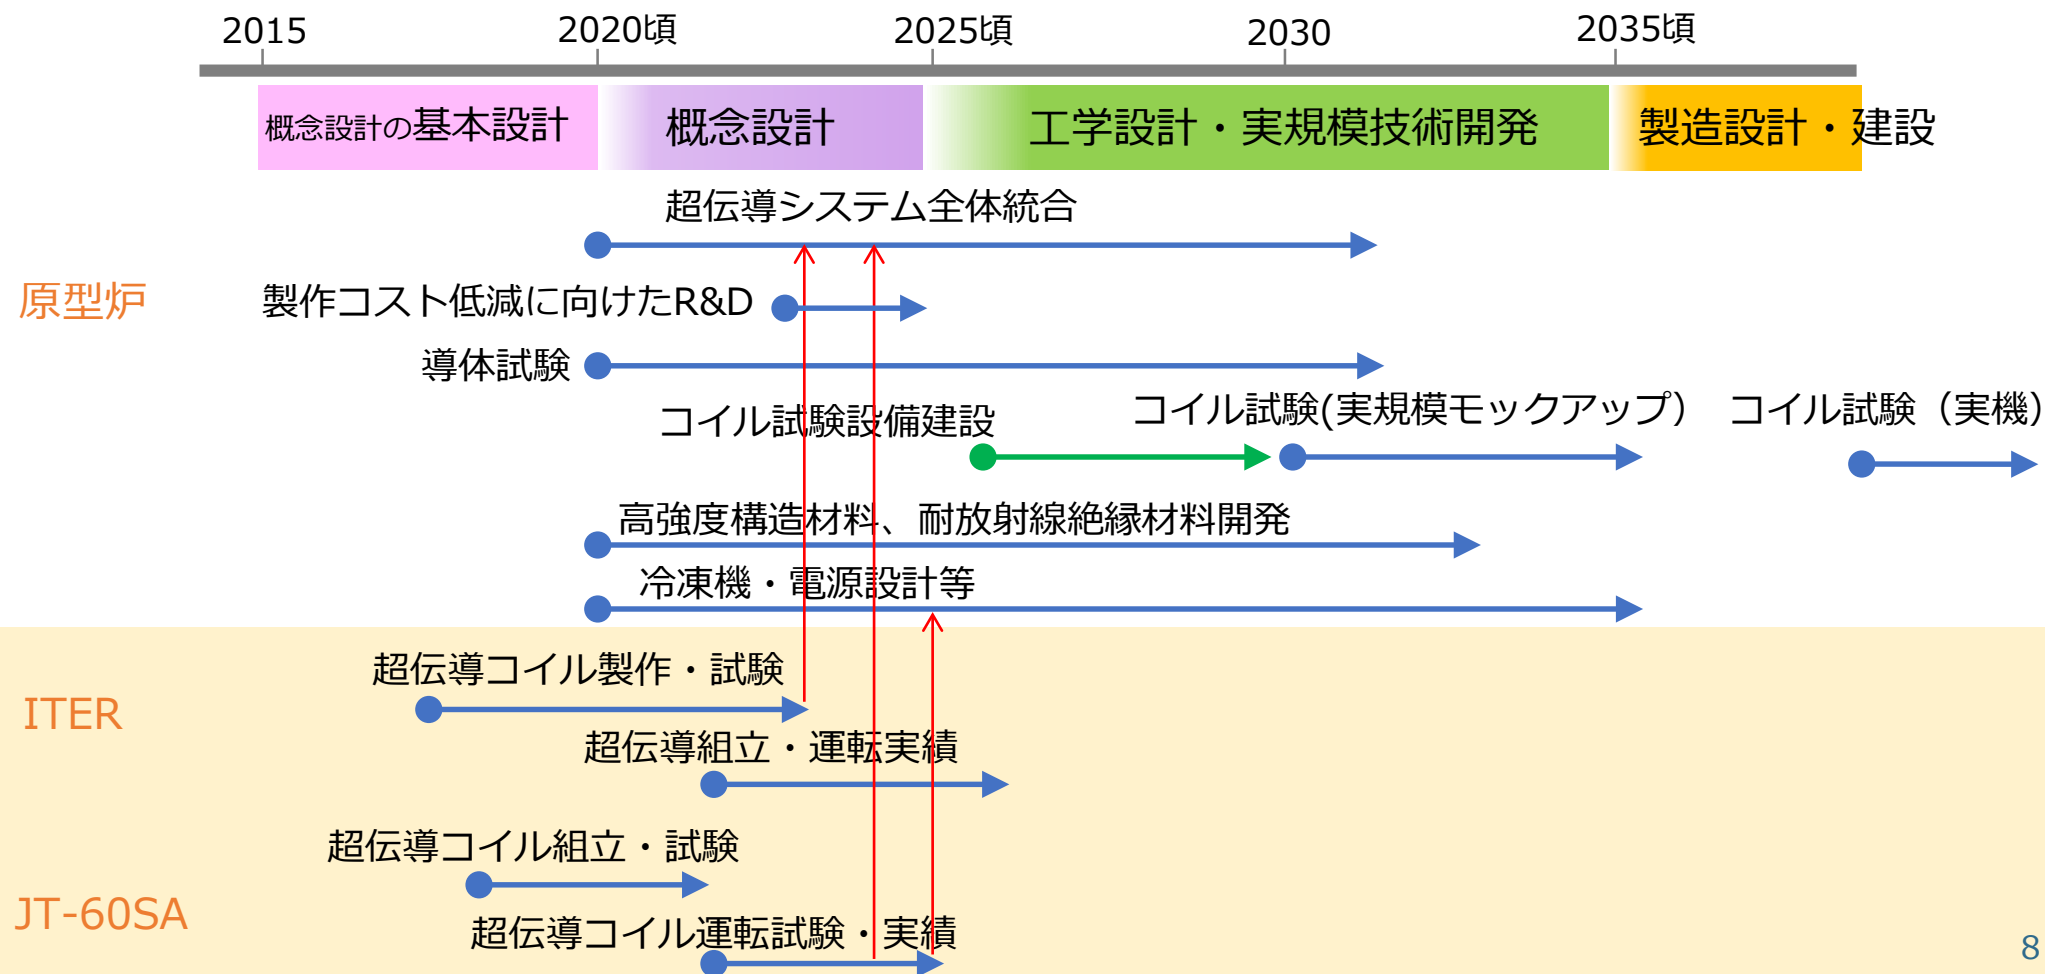 2015
2020頃
2025頃
2030
2035頃
概念設計の基本設計
概念設計
工学設計・実規模技術開発
製造設計・建設
超伝導システム全体統合
原型炉
製作コスト低減に向けたR&D
導体試験
コイル試験設備建設
コイル試験(実規模モックアップ）
コイル試験（実機）
高強度構造材料、耐放射線絶縁材料開発
冷凍機・電源設計等
超伝導コイル製作・試験
ITER
超伝導組立・運転実績
超伝導コイル組立・試験
JT-60SA
超伝導コイル運転試験・実績
8